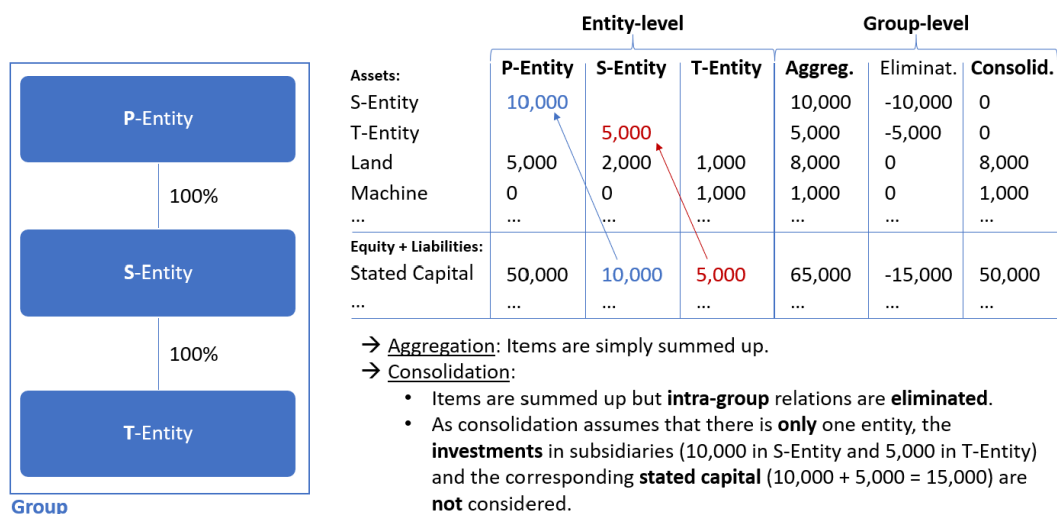 Entity-level Group-level
P-Entity
100%
S-Entity
100%
T-Entity
Group
Assets: P-Entity S-Entity T-Entity Aggreg. Eliminat. Consolid.
S-Entity 10,000 10,000 -10,000 0
T-Entity 5,000 5,000 -5,000 0
Land 5,000 2,000 1,000 8,000 0 8,000
Machine 0 0 1,000 1,000 0 1,000
... ... ... ... ... ... ...
Equity + Liabilities:
Stated Capital 50,000 10,000 5,000 65,000 -15,000 50,000
... ... ... ... ... ... ...
→ Aggregation: Items are simply summed up.
→ Consolidation:
• Items are summed up but intra-group relations are eliminated.
• As consolidation assumes that there is only one entity, the
investments in subsidiaries (10,000 in S-Entity and 5,000 in T-Entity)
and the corresponding stated capital (10,000 + 5,000 = 15,000) are
not considered.